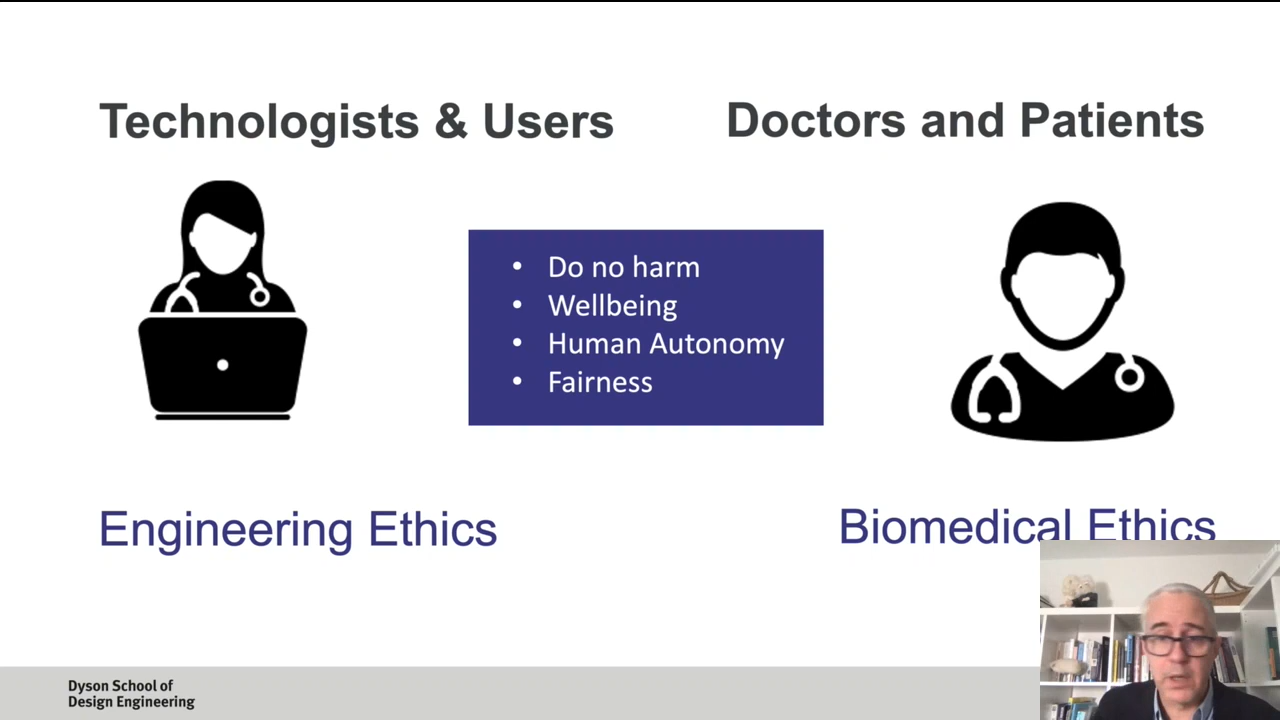 Technologists & Users
Doctors and Patients
• Do no harm
• Wellbeing
• Human Autonomy
• Fairness
Engineering Ethics
Biomedical Ethics
Dyson School of
Design Engineering